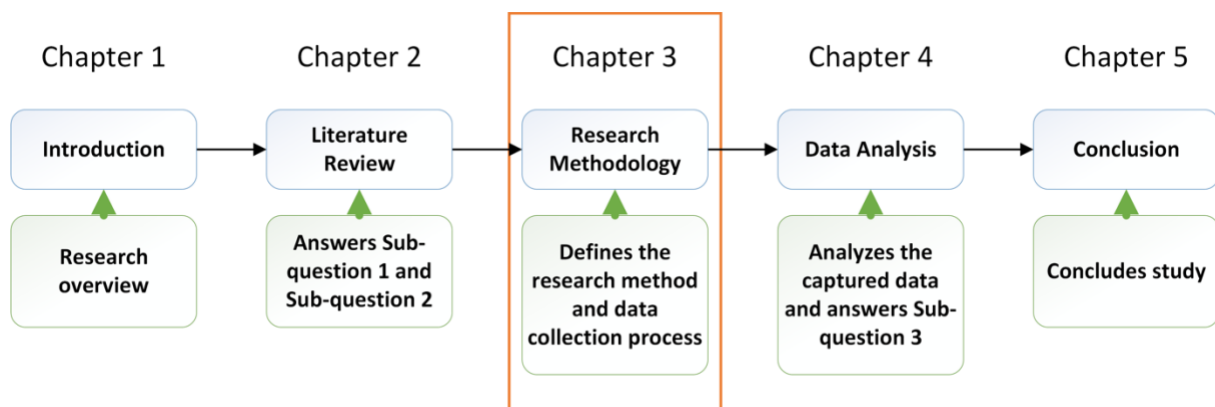 Chapter 1
Chapter 2
Chapter 3
Chapter 4
Chapter 5
Introduction
Literature
Review
Research
Methodology
Data Analysis
Conclusion
Research
overview
Answers Sub-
question 1 and
Sub-question 2
Defines the
research method
and data
collection process
Analyzes the
captured data
and answers Sub-
question 3
Concludes study